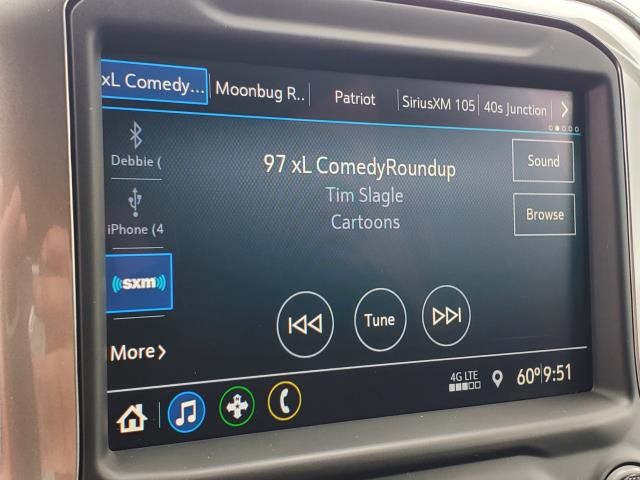 xL Comedy...
Moonbug R..
Patriot
SiriusXM 105
40s Junction
Debbie (
97 xL ComedyRoundup
Sound
Tim Slagle
Cartoons
Browse
iPhone (4
sxm
Tune
More
4G LTE
60° 9:51